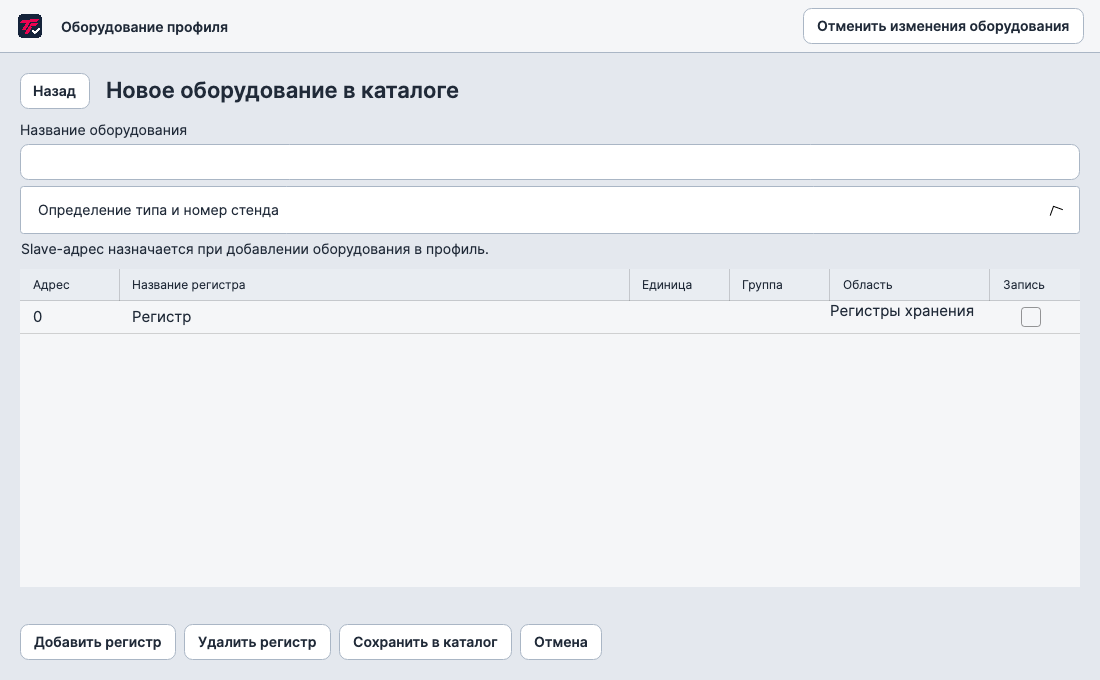 Оборудование профиля
Отменить изменения оборудования
Назад
Новое оборудование в каталоге
Название оборудования
Определение типа и номер стенда
Slave-адрес назначается при добавлении оборудования в профиль.
Адрес Название регистра Единица Группа Область Запись
0 Регистр Регистры хранения
Добавить регистр Удалить регистр Сохранить в каталог Отмена